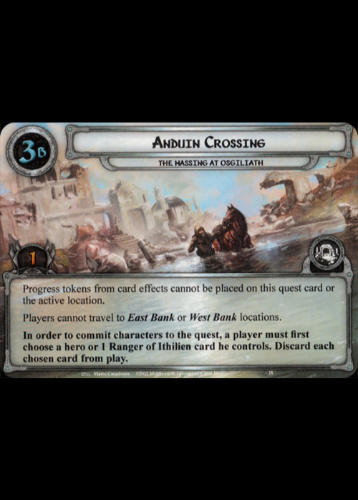 3B
ANDUIN CROSSING
THE MASSING AT OSGILIATH
1
Progress tokens from card effects cannot be placed on this quest card or
the active location.
Players cannot travel to East Bank or West Bank locations.
In order to commit characters to the quest, a player must first
choose a hero or 1 Ranger of Ithilien card he controls. Discard each
chosen card from play.